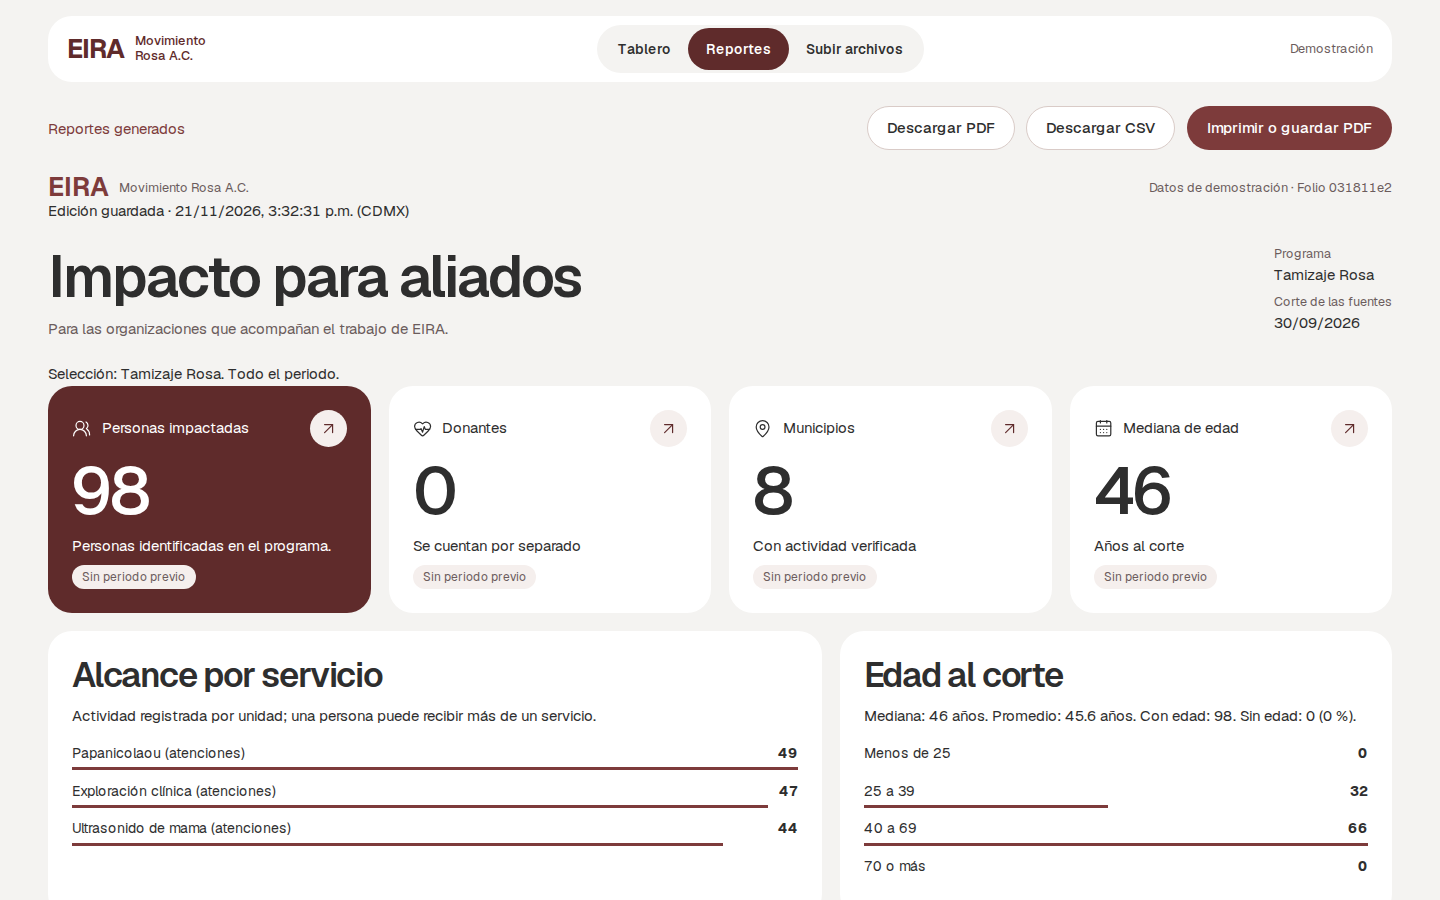 EIRA
Movimiento
Rosa A.C.
Tablero
Reportes
Subir archivos
Demostración
Reportes generados
Descargar PDF
Descargar CSV
Imprimir o guardar PDF
EIRA Movimiento Rosa A.C.
Datos de demostración · Folio 031811e2
Edición guardada · 21/11/2026, 3:32:31 p.m. (CDMX)
Impacto para aliados
Para las organizaciones que acompañan el trabajo de EIRA.
Programa
Tamizaje Rosa
Corte de las fuentes
30/09/2026
Selección: Tamizaje Rosa. Todo el periodo.
Personas impactadas
98
Personas identificadas en el programa.
Sin periodo previo
Donantes
0
Se cuentan por separado
Sin periodo previo
Municipios
8
Con actividad verificada
Sin periodo previo
Mediana de edad
46
Años al corte
Sin periodo previo
Alcance por servicio
Actividad registrada por unidad; una persona puede recibir más de un servicio.
Papanicolaou (atenciones) 49
Exploración clínica (atenciones) 47
Ultrasonido de mama (atenciones) 44
Edad al corte
Mediana: 46 años. Promedio: 45.6 años. Con edad: 98. Sin edad: 0 (0 %).
Menos de 25 0
25 a 39 32
40 a 69 66
70 o más 0